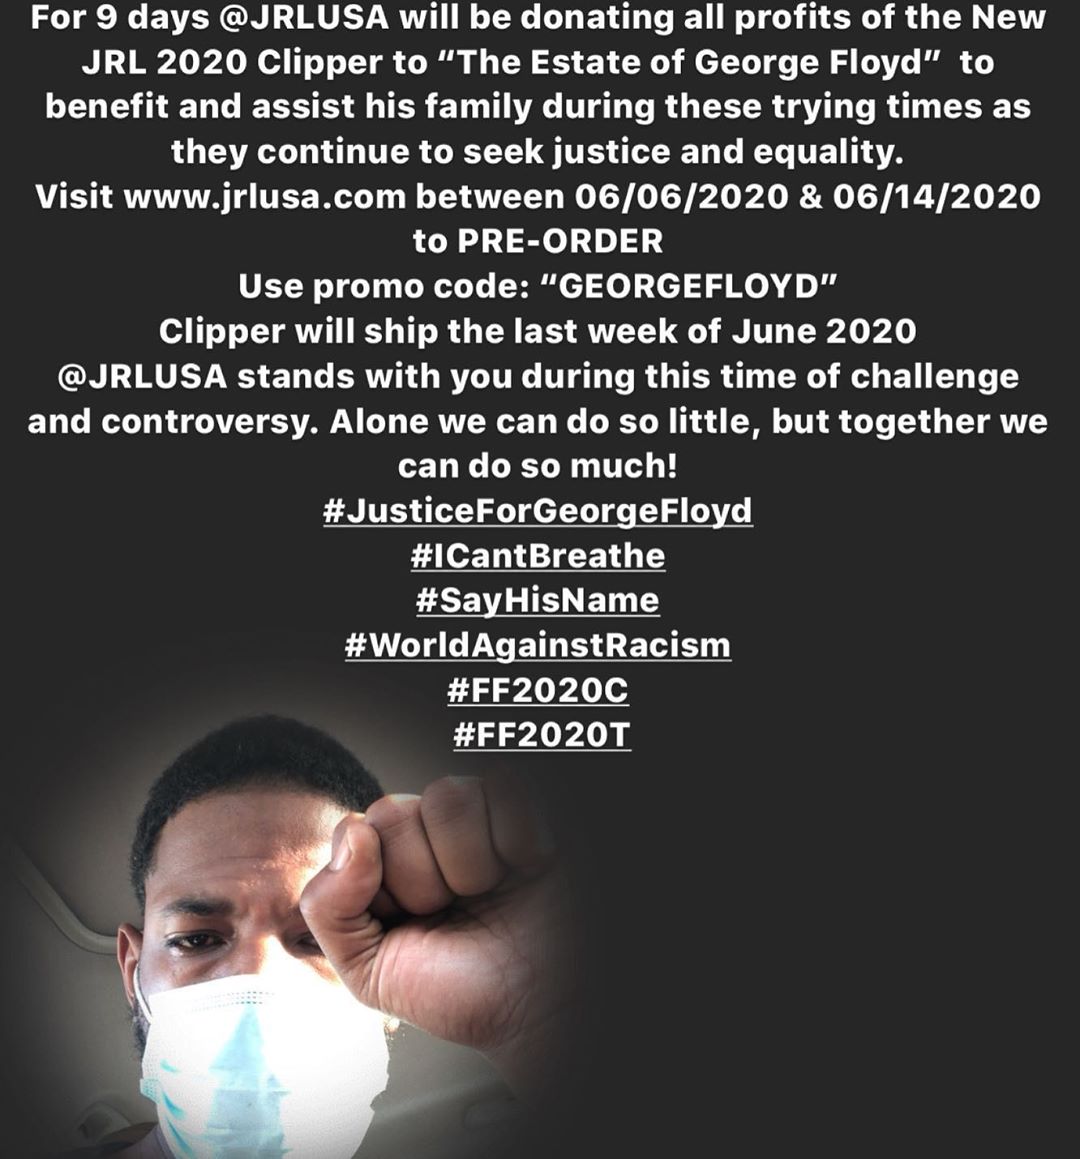 For 9 days @JRLUSA will be donating all profits of the New
JRL 2020 Clipper to “The Estate of George Floyd”  to
benefit and assist his family during these trying times as
they continue to seek justice and equality.
Visit www.jrlusa.com between 06/06/2020 & 06/14/2020
to PRE-ORDER
Use promo code: “GEORGEFLOYD”
Clipper will ship the last week of June 2020
@JRLUSA stands with you during this time of challenge
and controversy. Alone we can do so little, but together we
can do so much!
#JusticeForGeorgeFloyd
#ICantBreathe
#SayHisName
#WorldAgainstRacism
#FF2020C
#FF2020T